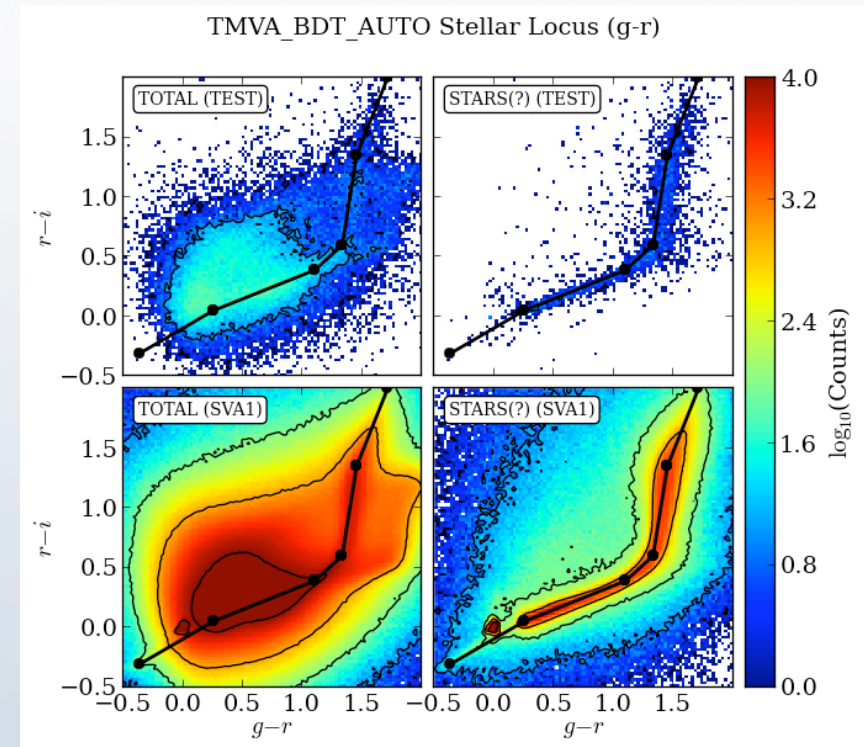 TMVA_BDT_AUTO Stellar Locus (g-r)
TOTAL (TEST)
STARS(?) (TEST)
1.5
1.0
0.5
0.0
−0.5
r−i
TOTAL (SVA1)
STARS(?) (SVA1)
1.5
1.0
0.5
0.0
−0.5
r−i
−0.5 0.0 0.5 1.0 1.5 −0.5 0.0 0.5 1.0 1.5
g−r
g−r
4.0
3.2
2.4
1.6
0.8
0.0
log₁₀(Counts)